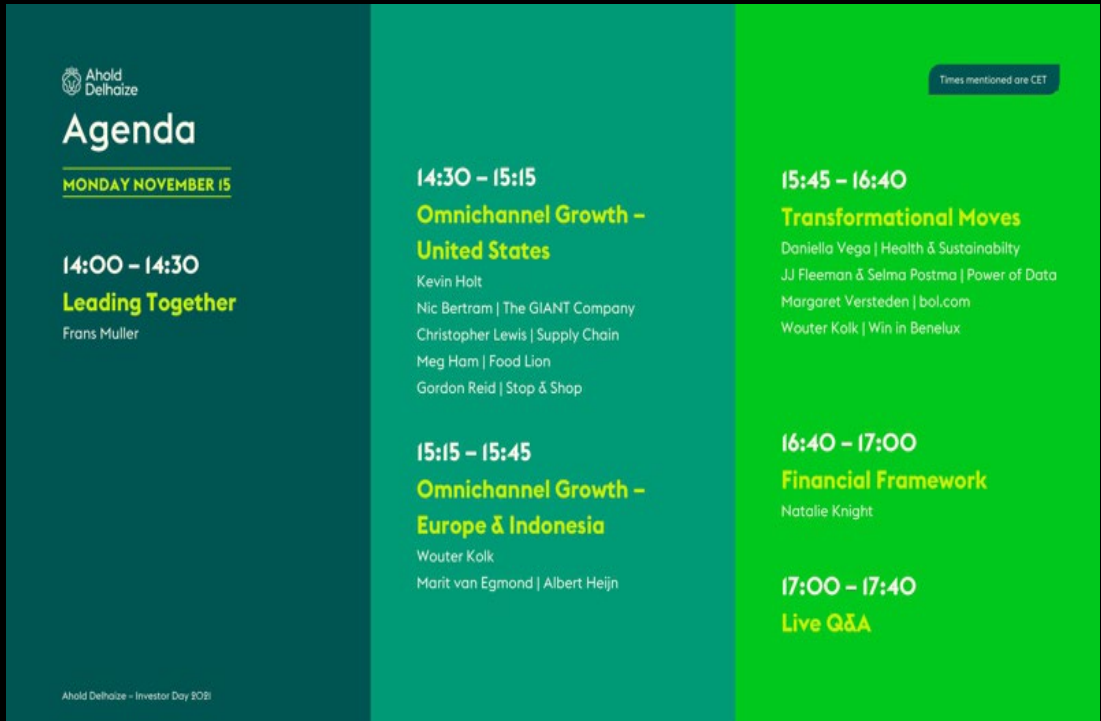 Ahold
Delhaize
Agenda
MONDAY NOVEMBER 15
14:00 – 14:30
Leading Together
Frans Muller
Ahold Delhaize – Investor Day 2021
14:30 – 15:15
Omnichannel Growth –
United States
Kevin Holt
Nic Bertram | The GIANT Company
Christopher Lewis | Supply Chain
Meg Ham | Food Lion
Gordon Reid | Stop & Shop
15:15 – 15:45
Omnichannel Growth –
Europe & Indonesia
Wouter Kolk
Marit van Egmond | Albert Heijn
Times mentioned are CET
15:45 – 16:40
Transformational Moves
Daniella Vega | Health & Sustainabilty
JJ Fleeman & Selma Postma | Power of Data
Margaret Versteden | bol.com
Wouter Kolk | Win in Benelux
16:40 – 17:00
Financial Framework
Natalie Knight
17:00 – 17:40
Live Q&A